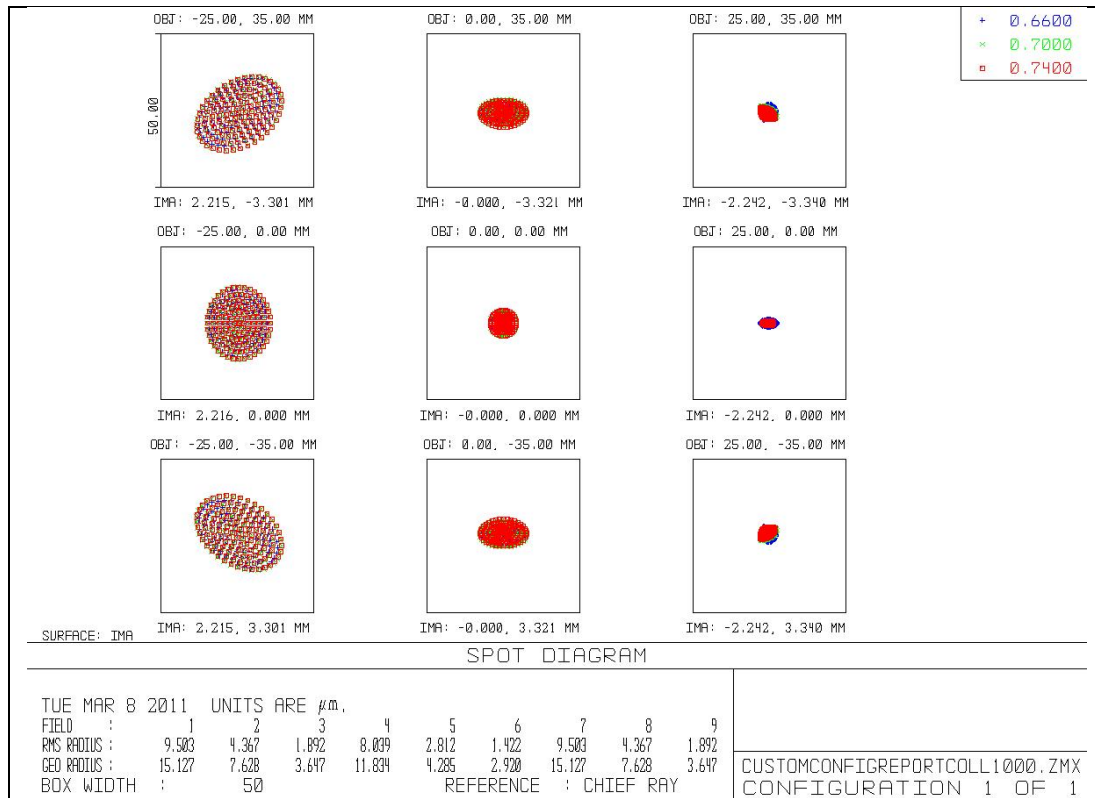 OBJ: -25.00, 35.00 MM
OBJ: 0.00, 35.00 MM
OBJ: 25.00, 35.00 MM
+ 0.6600
× 0.7000
□ 0.7400
50.00
IMA: 2.215, -3.301 MM
IMA: -0.000, -3.321 MM
IMA: -2.242, -3.340 MM
OBJ: -25.00, 0.00 MM
OBJ: 0.00, 0.00 MM
OBJ: 25.00, 0.00 MM
IMA: 2.216, 0.000 MM
IMA: -0.000, 0.000 MM
IMA: -2.242, 0.000 MM
OBJ: -25.00, -35.00 MM
OBJ: 0.00, -35.00 MM
OBJ: 25.00, -35.00 MM
IMA: 2.215, 3.301 MM
IMA: -0.000, 3.321 MM
IMA: -2.242, 3.340 MM
SURFACE: IMA
SPOT DIAGRAM
TUE MAR 8 2011 UNITS ARE µm.
FIELD : 1 2 3 4 5 6 7 8 9
RMS RADIUS : 9.503 4.367 1.892 8.039 2.812 1.422 9.503 4.367 1.892
GEO RADIUS : 15.127 7.628 3.647 11.834 4.285 2.920 15.127 7.628 3.647
BOX WIDTH : 50 REFERENCE : CHIEF RAY
CUSTOMCONFIGREPORTCOLL1000.ZMX
CONFIGURATION 1 OF 1